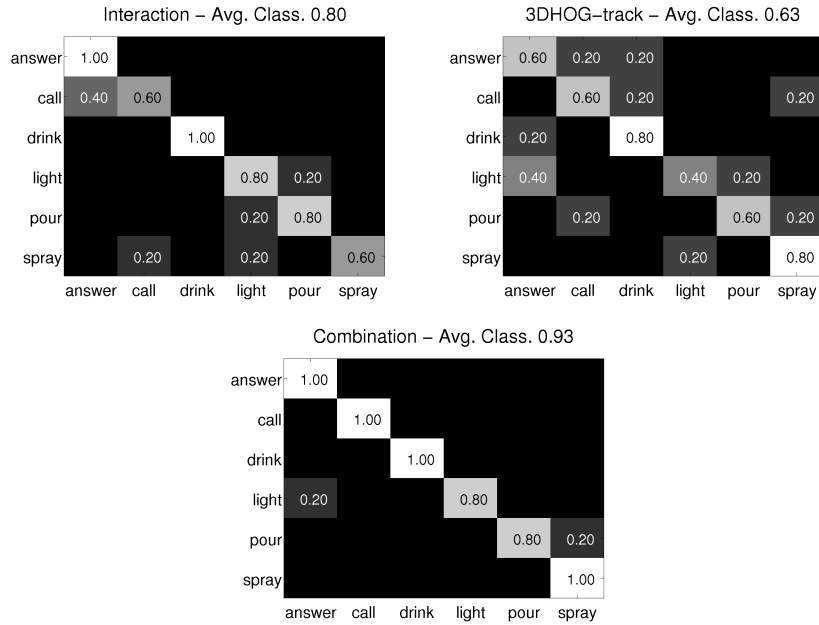 Interaction – Avg. Class. 0.80
answer 1.00
call 0.40 0.60
drink 1.00
light 0.80 0.20
pour 0.20 0.80
spray 0.20 0.20 0.60
answer call drink light pour spray
3DHOG–track – Avg. Class. 0.63
answer 0.60 0.20 0.20
call 0.60 0.20 0.20
drink 0.20 0.80
light 0.40 0.40 0.20
pour 0.20 0.60 0.20
spray 0.20 0.80
answer call drink light pour spray
Combination – Avg. Class. 0.93
answer 1.00
call 1.00
drink 1.00
light 0.20 0.80
pour 0.80 0.20
spray 1.00
answer call drink light pour spray